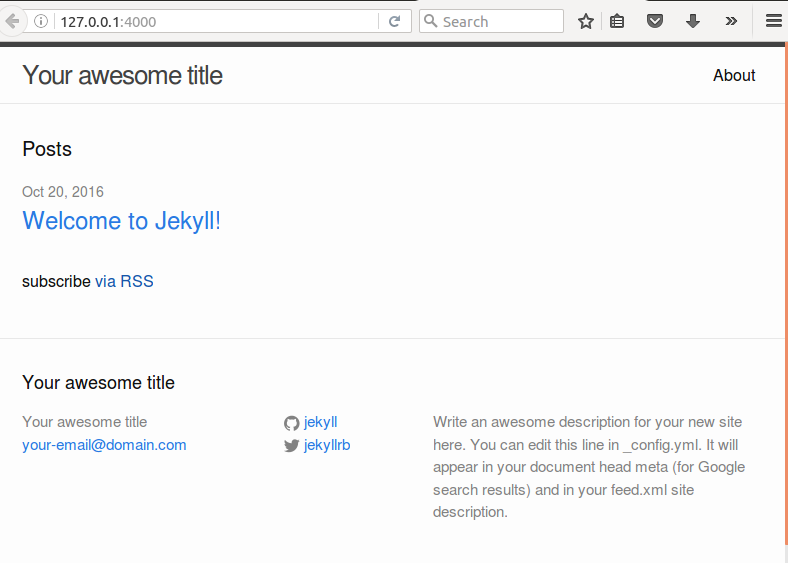 127.0.0.1:4000
Search
Your awesome title
About
Posts
Oct 20, 2016
Welcome to Jekyll!
subscribe via RSS
Your awesome title
Your awesome title
your-email@domain.com
jekyll
jekyllrb
Write an awesome description for your new site
here. You can edit this line in _config.yml. It will
appear in your document head meta (for Google
search results) and in your feed.xml site
description.